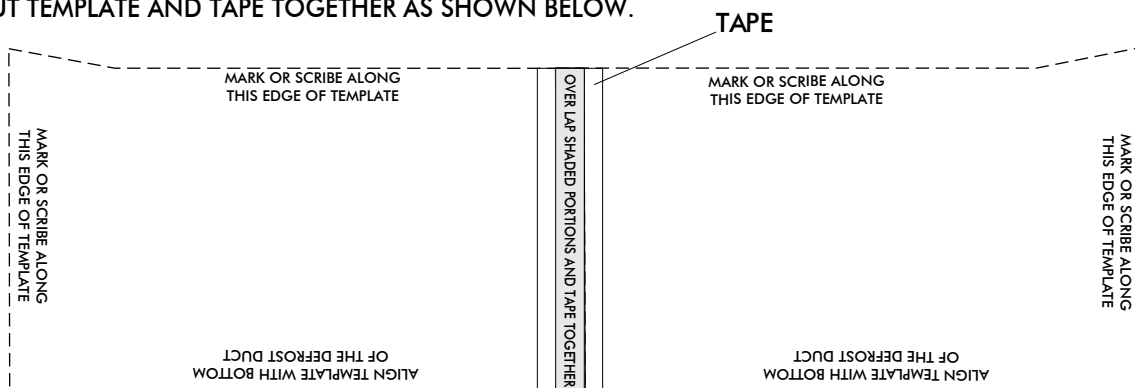 UT TEMPLATE AND TAPE TOGETHER AS SHOWN BELOW.
TAPE
MARK OR SCRIBE ALONG
THIS EDGE OF TEMPLATE
MARK OR SCRIBE ALONG
THIS EDGE OF TEMPLATE
MARK OR SCRIBE ALONG
THIS EDGE OF TEMPLATE
OVER LAP SHADED PORTIONS AND TAPE TOGETHER
MARK OR SCRIBE ALONG
THIS EDGE OF TEMPLATE
ALIGN TEMPLATE WITH BOTTOM
OF THE DEFROST DUCT
ALIGN TEMPLATE WITH BOTTOM
OF THE DEFROST DUCT